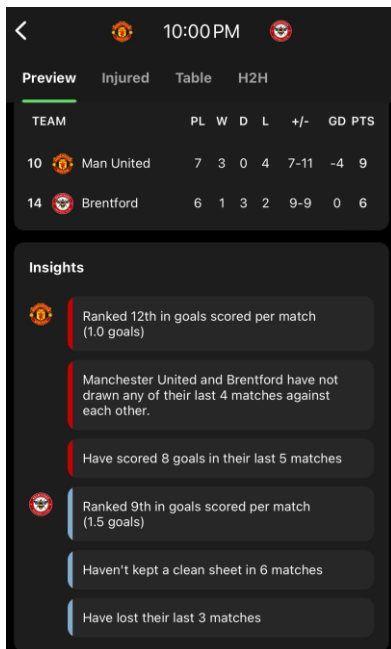 10:00 PM
Preview Injured Table H2H
TEAM PL W D L +/- GD PTS
10 Man United 7 3 0 4 7-11 -4 9
14 Brentford 6 1 3 2 9-9 0 6
Insights
Ranked 12th in goals scored per match
(1.0 goals)
Manchester United and Brentford have not
drawn any of their last 4 matches against
each other.
Have scored 8 goals in their last 5 matches
Ranked 9th in goals scored per match
(1.5 goals)
Haven't kept a clean sheet in 6 matches
Have lost their last 3 matches